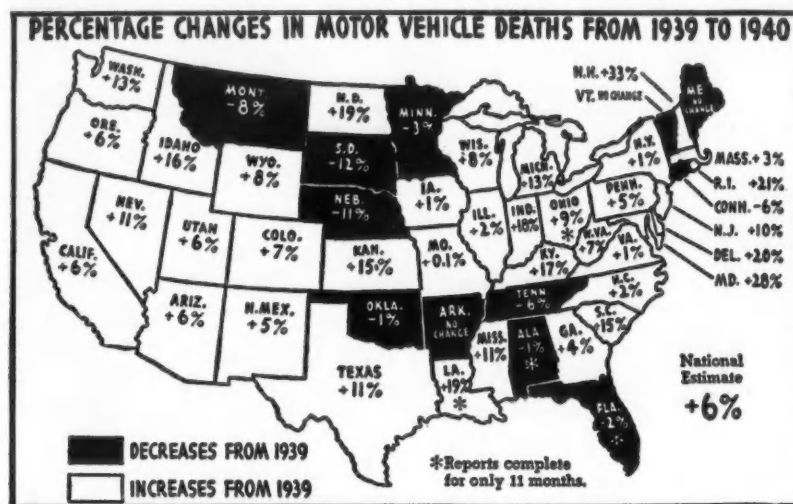 PERCENTAGE CHANGES IN MOTOR VEHICLE DEATHS FROM 1939 TO 1940
WASH.
+13%
MONT.
-8%
N.D.
+19%
MINN.
-3%
N.H. +33%
VT. NO CHANGE
ME
NO
CHANGE
ORE.
+6%
IDAHO
+16%
WYO.
+8%
S.D.
-12%
WIS.
+8%
MICH.
+13%
N.Y.
+1%
MASS. + 3%
R.I. +21%
CONN. -6%
N.J. +10%
DEL. +20%
MD. +28%
NEV.
+11%
UTAH
+6%
COLO.
+7%
NEB.
-11%
IA.
+1%
ILL.
+2%
IND.
+18%
OHIO
+9%
*
PENN.
+5%
CALIF.
+6%
KAN.
+15%
MO.
+0.1%
KY.
+17%
W.VA.
+7%
VA.
+1%
ARIZ.
+6%
N.MEX.
+5%
OKLA.
-1%
ARK.
NO
CHANGE
TENN.
-6%
N.C.
+2%
S.C.
+15%
TEXAS
+11%
LA.
+19%
*
MISS.
+11%
ALA
-1%
*
GA.
+4%
FLA.
-2%
*
National
Estimate
+6%
DECREASES FROM 1939
INCREASES FROM 1939
*Reports complete
for only 11 months.